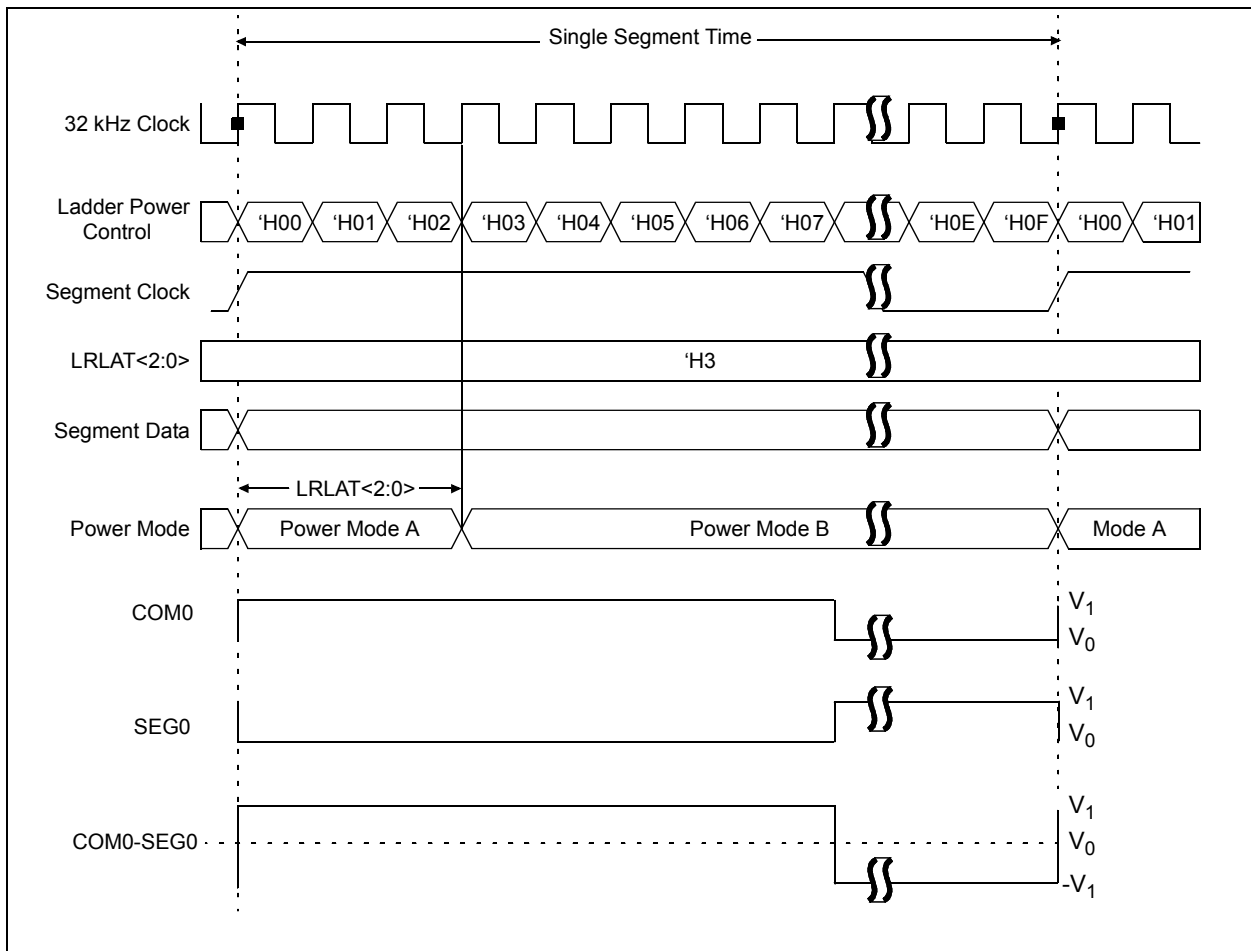 Single Segment Time
32 kHz Clock
Ladder Power
Control
‘H00 ‘H01 ‘H02 ‘H03 ‘H04 ‘H05 ‘H06 ‘H07 ‘H0E ‘H0F ‘H00 ‘H01
Segment Clock
LRLAT<2:0> ‘H3
Segment Data
LRLAT<2:0>
Power Mode Power Mode A Power Mode B Mode A
COM0 V1
V0
SEG0 V1
V0
V1
COM0-SEG0 V0
-V1